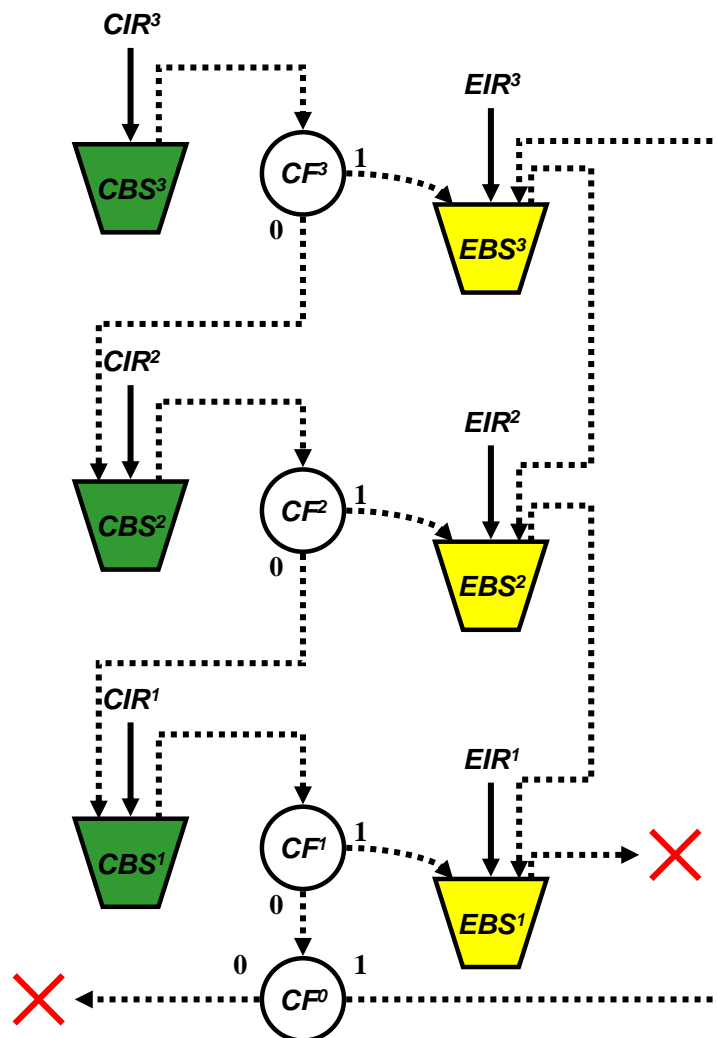 CIR³
EIR³
CBS³
CF³
1
0
EBS³
CIR²
EIR²
CBS²
CF²
1
0
EBS²
CIR¹
EIR¹
CBS¹
CF¹
1
0
EBS¹
0
CF⁰
1